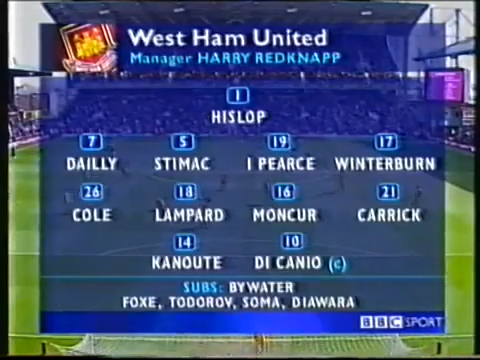 West Ham United
Manager HARRY REDKNAPP
1
HISLOP
7 5 19 17
DAILLY STIMAC I PEARCE WINTERBURN
26 18 16 21
COLE LAMPARD MONCUR CARRICK
14 10
KANOUTE DI CANIO (c)
SUBS: BYWATER
FOXE, TODOROV, SOMA, DIAWARA
BBC SPORT